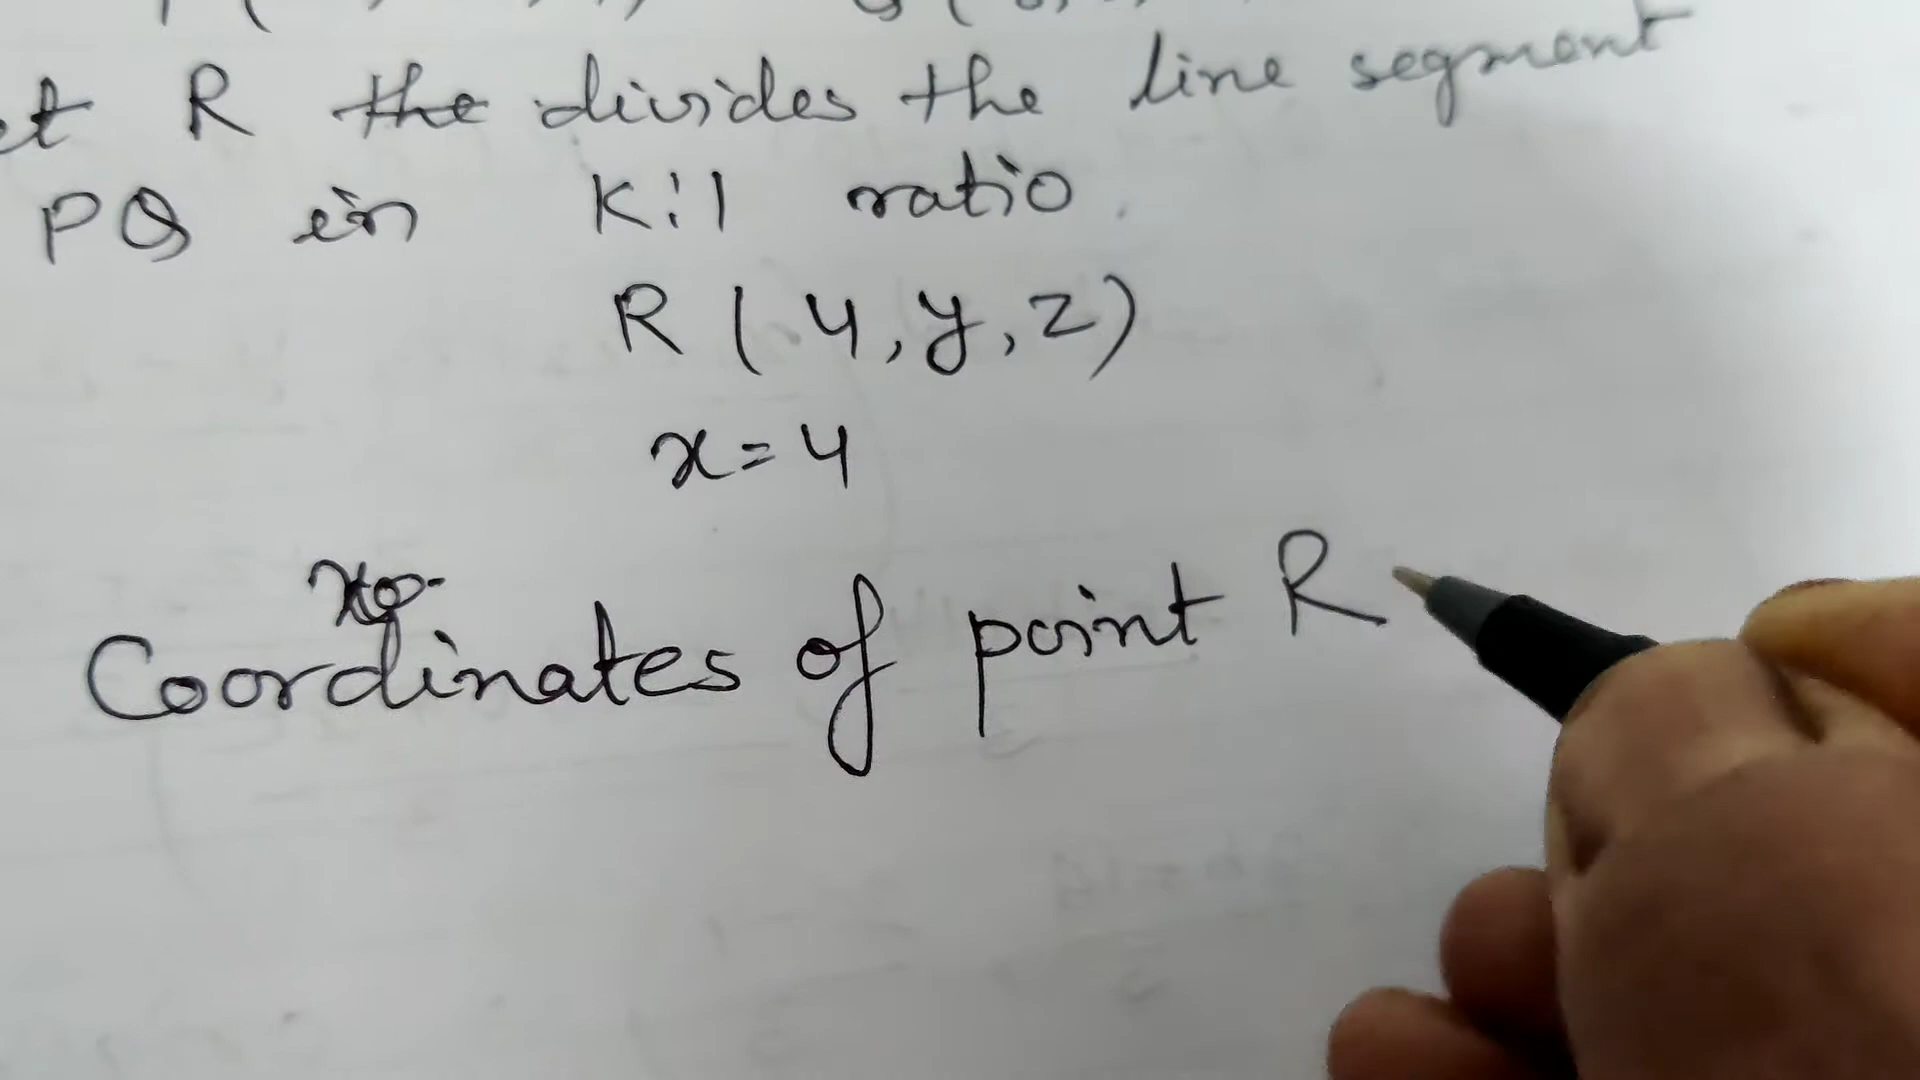 R the divides the line segment
PQ in K:1 ratio.
R (4, y, z)
x = 4
Coordinates of point R